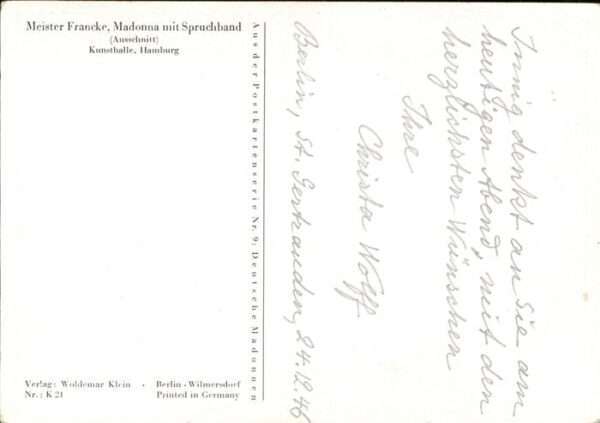 Meister Francke, Madonna mit Spruchband
(Ausschnitt)
Kunsthalle, Hamburg
Aus der Postkartenserie Nr. 9: Deutsche Madonnen
Verlag: Woldemar Klein - Berlin-Wilmersdorf
Nr.: K 21 Printed in Germany
Innig denkt an Sie am
heutigen Abend, mit den
herzlichsten Wünschen
Ihre
Christa Wolff
Berlin, St. Gertrauden, 24.12.46